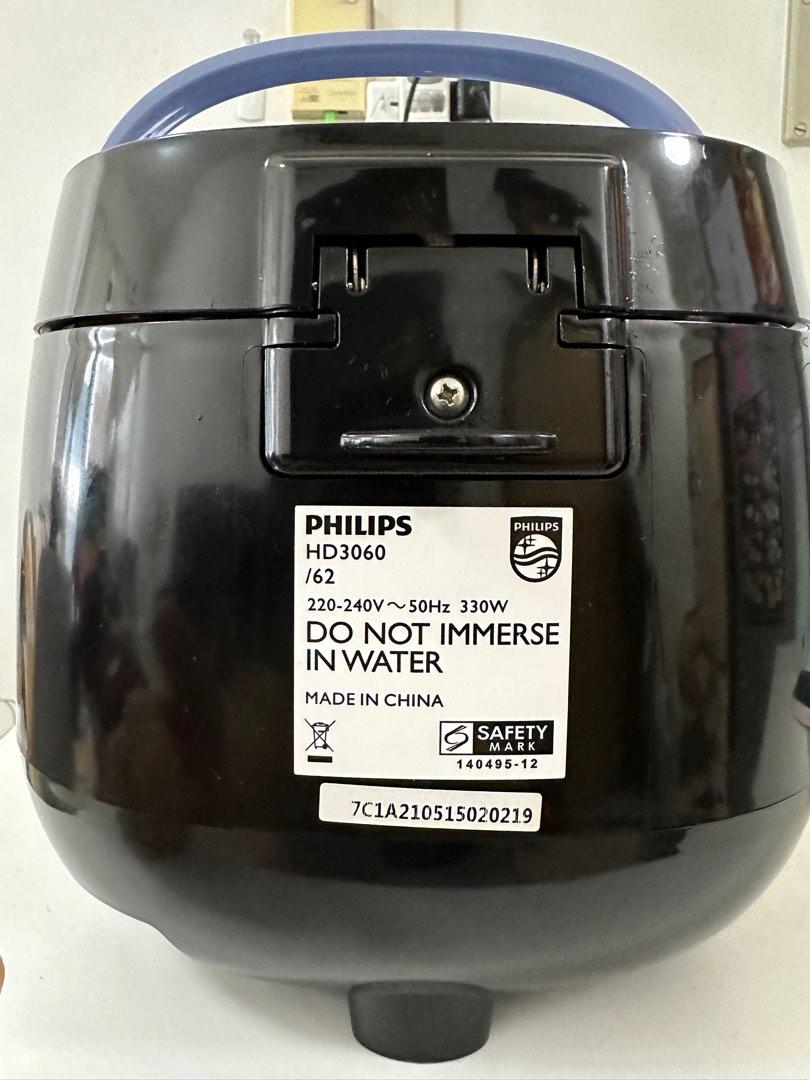 PHILIPS
PHILIPS
HD3060
/62
220-240V～50Hz 330W
DO NOT IMMERSE
IN WATER
MADE IN CHINA
SAFETY
MARK
140495-12
7C1A210515020219